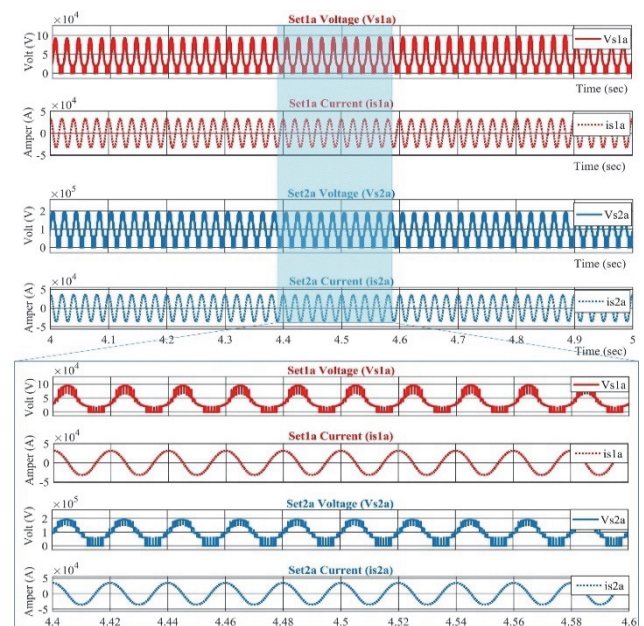 Set1a Voltage (Vs1a)
×10⁴
Volt (V)
10
5
0
Vs1a
Time (sec)
Set1a Current (is1a)
×10⁴
Amper (A)
5
0
-5
is1a
Time (sec)
Set2a Voltage (Vs2a)
×10⁵
Volt (V)
2
1
0
Vs2a
Time (sec)
Set2a Current (is2a)
×10⁴
Amper (A)
5
0
-5
is2a
4 4.1 4.2 4.3 4.4 4.5 4.6 4.7 4.8 4.9 5
Time (sec)
Set1a Voltage (Vs1a)
×10⁴
Volt (V)
10
5
0
Vs1a
Set1a Current (is1a)
×10⁴
Amper (A)
5
0
-5
is1a
Set2a Voltage (Vs2a)
×10⁵
Volt (V)
2
1
0
Vs2a
Set2a Current (is2a)
×10⁴
Amper (A)
5
0
-5
is2a
4.4 4.42 4.44 4.46 4.48 4.5 4.52 4.54 4.56 4.58 4.6